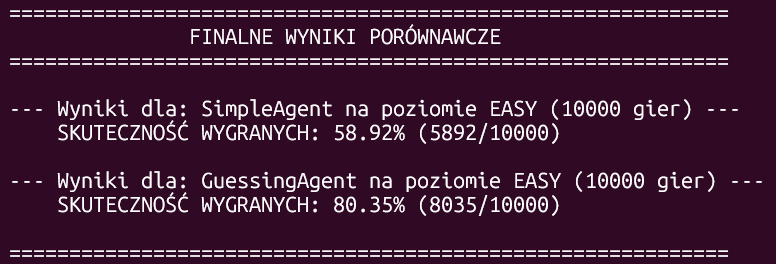 ============================================================
FINALNE WYNIKI PORÓWNAWCZE
============================================================
--- Wyniki dla: SimpleAgent na poziomie EASY (10000 gier) ---
SKUTECZNOŚĆ WYGRANYCH: 58.92% (5892/10000)
--- Wyniki dla: GuessingAgent na poziomie EASY (10000 gier) ---
SKUTECZNOŚĆ WYGRANYCH: 80.35% (8035/10000)
============================================================